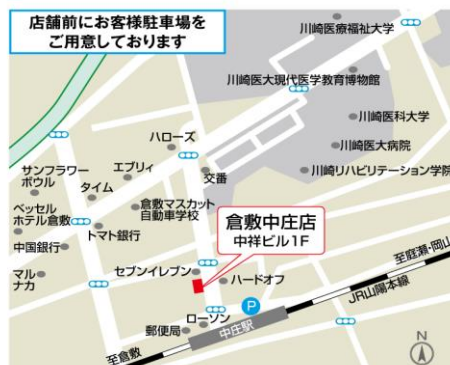 店舗前にお客様駐車場を
ご用意しております
川崎医療福祉大学
川崎医大現代医学教育博物館
川崎医科大学
川崎医大病院
川崎リハビリテーション学院
ハローズ
交番
エブリィ
サンフラワー
ボウル
タイム
倉敷マスカット
自動車学校
ベッセル
ホテル倉敷
トマト銀行
中国銀行
マル
ナカ
倉敷中庄店
中祥ビル1F
セブンイレブン
ハードオフ
至庭瀬・岡山
JR山陽本線
P
ローソン
郵便局
中庄駅
至倉敷
N